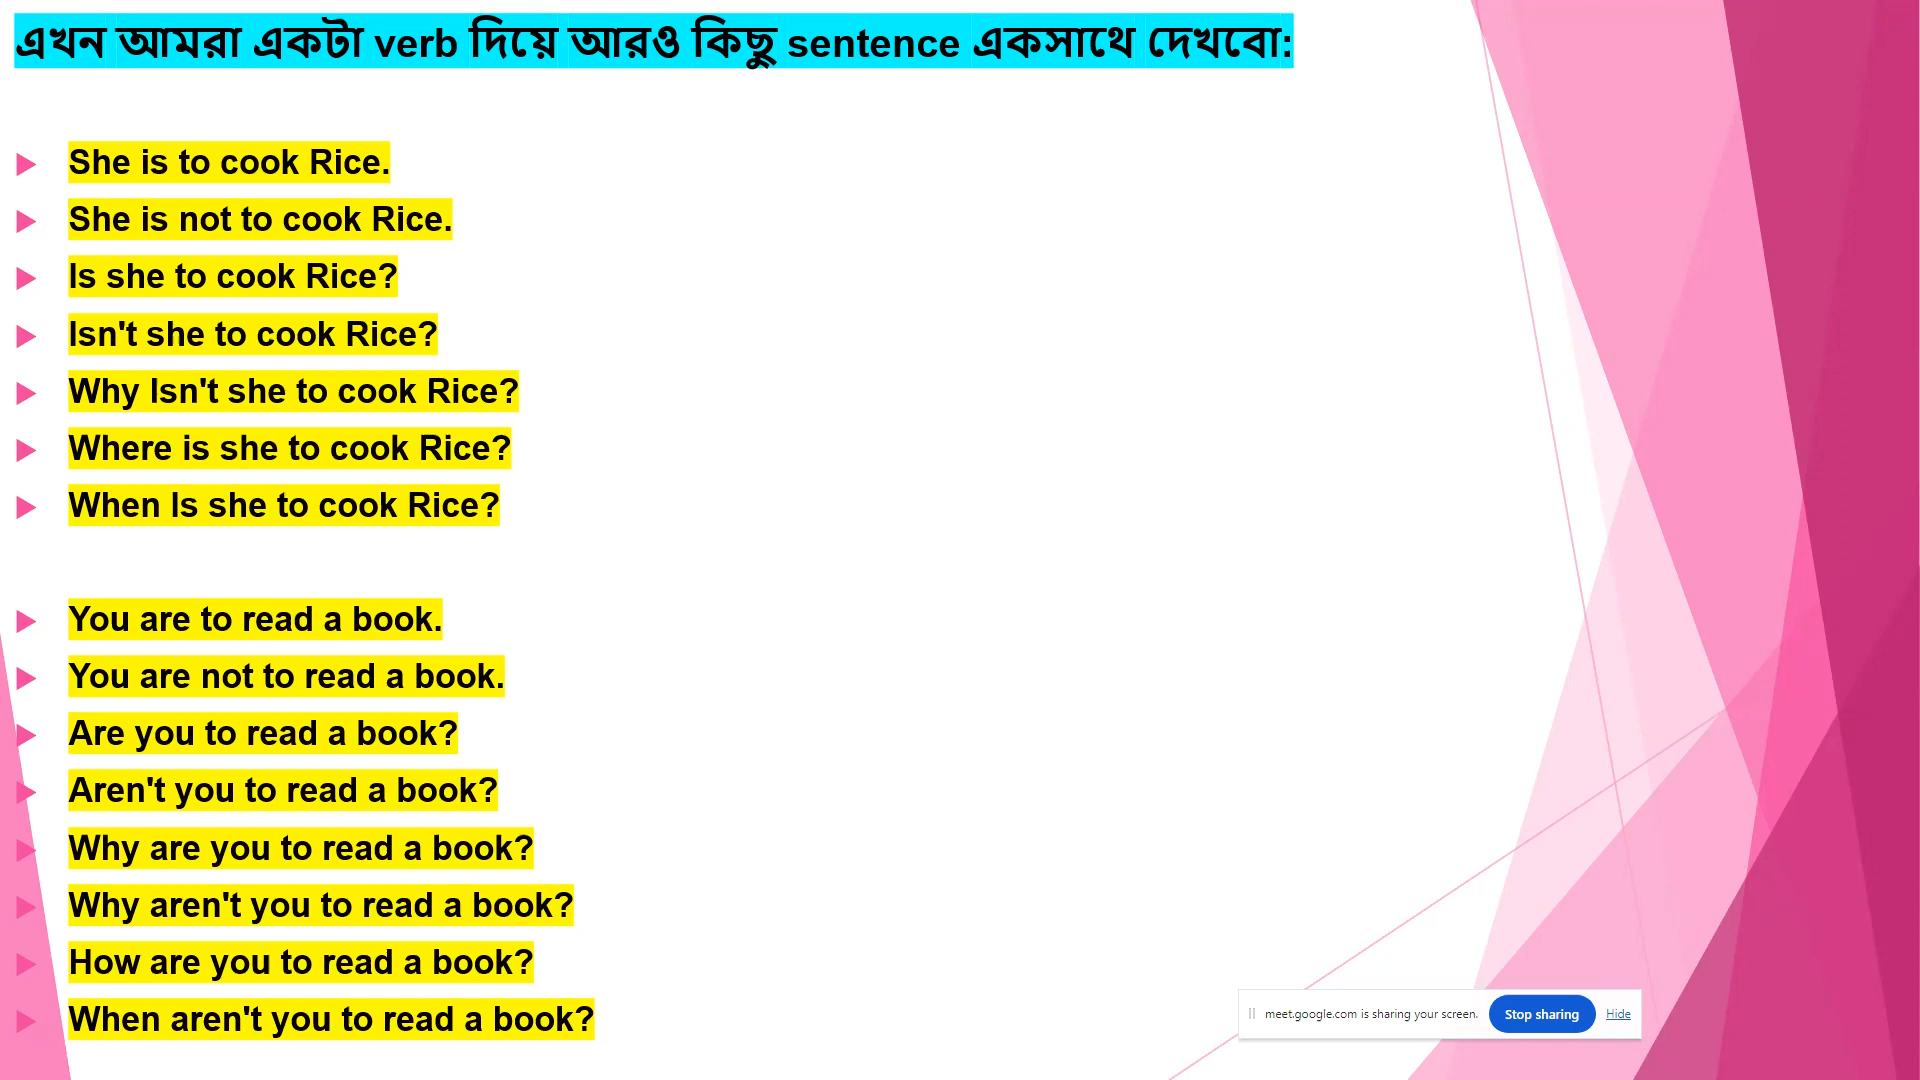 এখন আমরা একটা verb দিয়ে আরও কিছু sentence একসাথে দেখবো:
She is to cook Rice.
She is not to cook Rice.
Is she to cook Rice?
Isn't she to cook Rice?
Why Isn't she to cook Rice?
Where is she to cook Rice?
When Is she to cook Rice?
You are to read a book.
You are not to read a book.
Are you to read a book?
Aren't you to read a book?
Why are you to read a book?
Why aren't you to read a book?
How are you to read a book?
When aren't you to read a book?
meet.google.com is sharing your screen. Stop sharing Hide